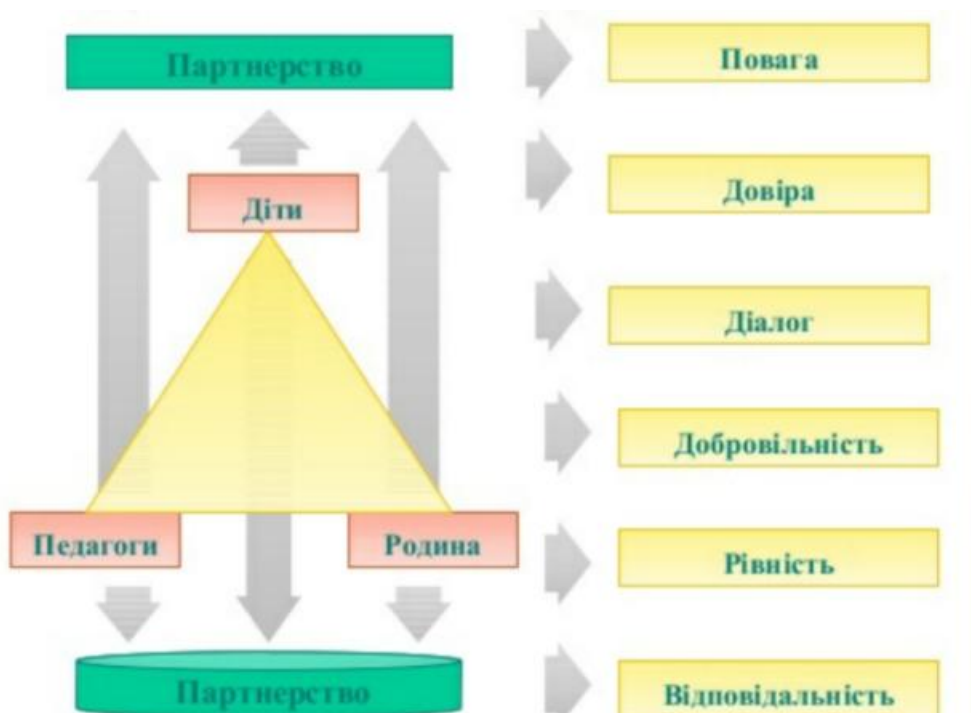 Партнерство
Діти
Педагоги
Родина
Партнерство
Повага
Довіра
Діалог
Добровільність
Рівність
Відповідальність